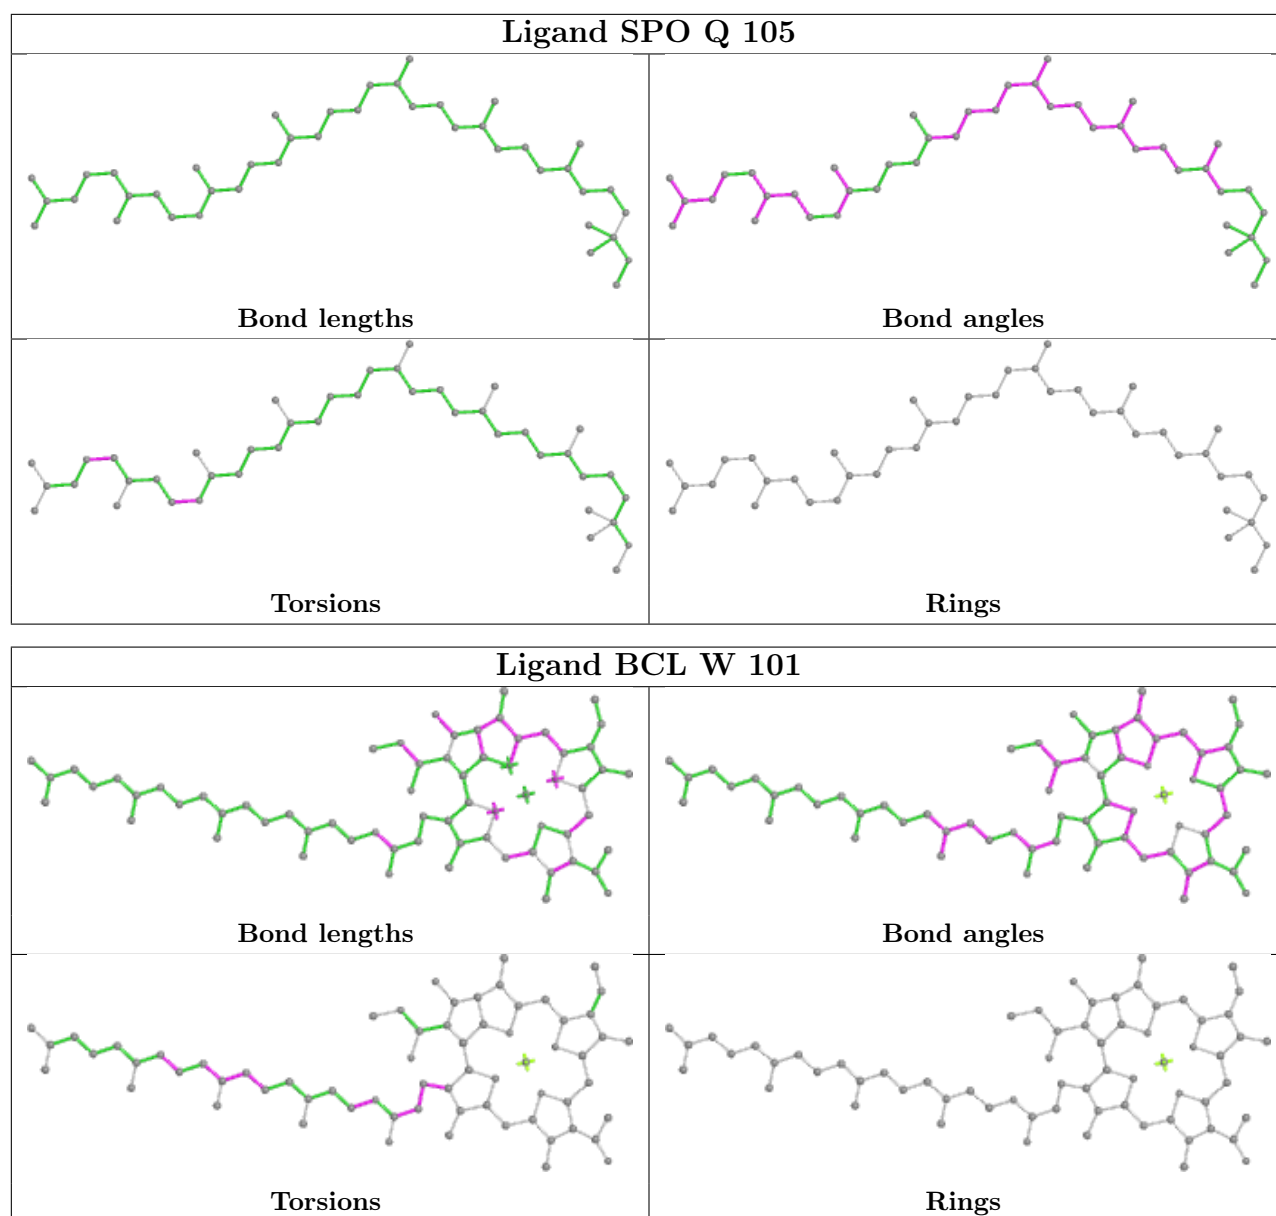 Ligand SPO Q 105
Bond lengths
Bond angles
Torsions
Rings
Ligand BCL W 101
Bond lengths
Bond angles
Torsions
Rings